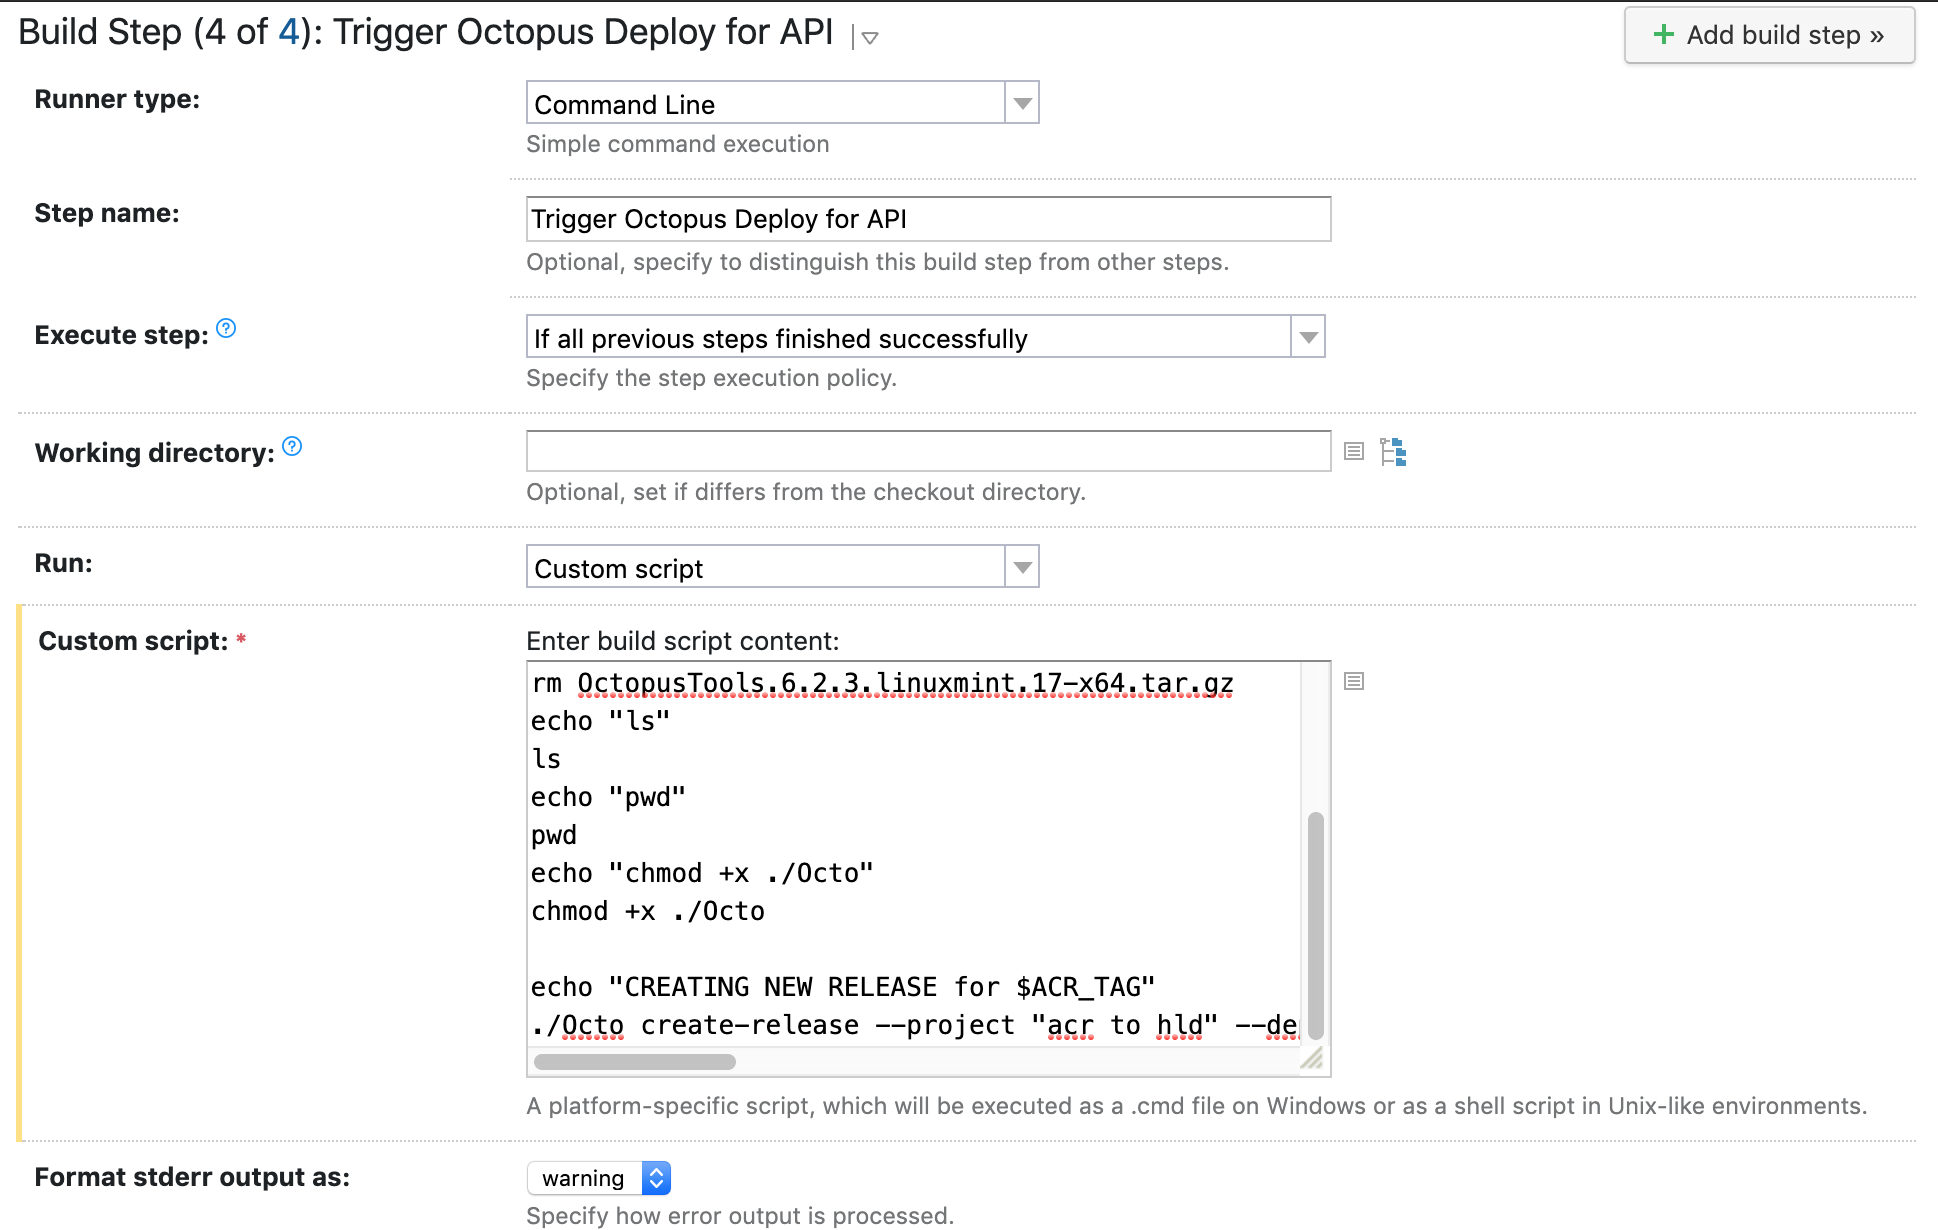 Build Step (4 of 4): Trigger Octopus Deploy for API
Add build step »
Runner type:
Command Line
Simple command execution
Step name:
Trigger Octopus Deploy for API
Optional, specify to distinguish this build step from other steps.
Execute step:
If all previous steps finished successfully
Specify the step execution policy.
Working directory:
Optional, set if differs from the checkout directory.
Run:
Custom script
Custom script: *
Enter build script content:
rm OctopusTools.6.2.3.linuxmint.17-x64.tar.gz
echo "ls"
ls
echo "pwd"
pwd
echo "chmod +x ./Octo"
chmod +x ./Octo
echo "CREATING NEW RELEASE for $ACR_TAG"
./Octo create-release --project "acr to hld" --de
A platform-specific script, which will be executed as a .cmd file on Windows or as a shell script in Unix-like environments.
Format stderr output as:
warning
Specify how error output is processed.